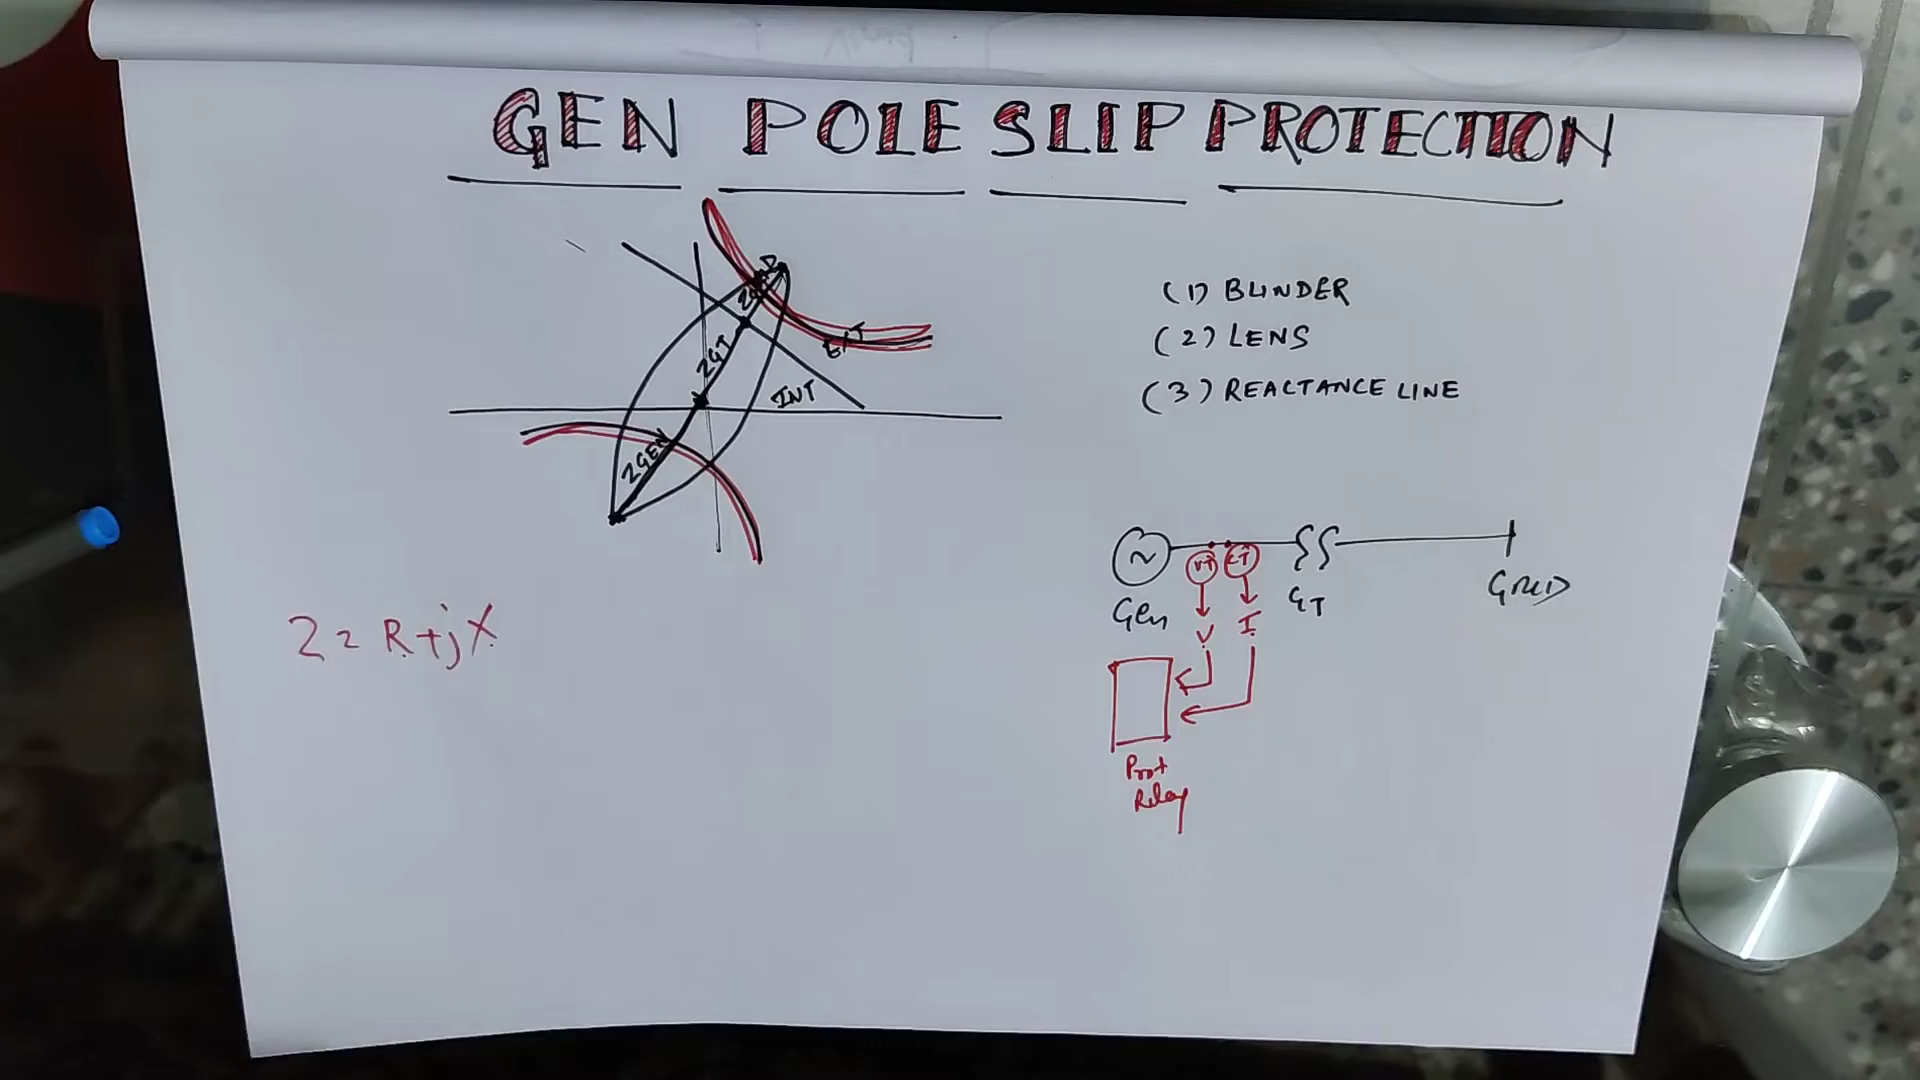 GEN POLE SLIP PROTECTION
(1) BLINDER
(2) LENS
(3) REACTANCE LINE
EXT
ZGT
INT
ZGEN
VT CT
Gen
GT
GRID
V I
Z = R+jX
Prot
Relay